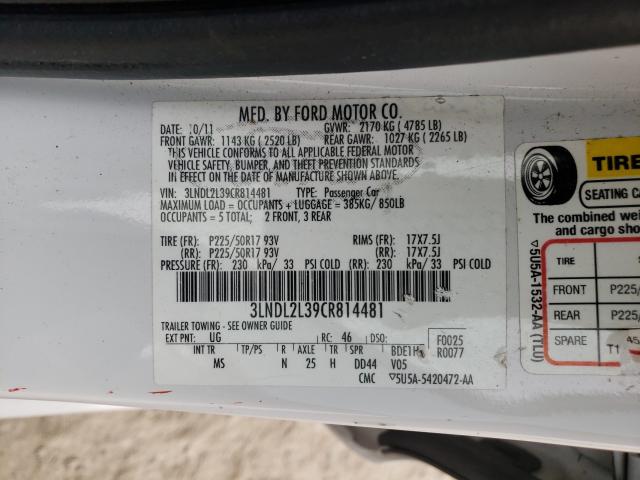 MFD. BY FORD MOTOR CO.
DATE: 10/11 GVWR: 2170 KG ( 4785 LB)
FRONT GAWR: 1143 KG ( 2520 LB) REAR GAWR: 1027 KG ( 2265 LB)
THIS VEHICLE CONFORMS TO ALL APPLICABLE FEDERAL MOTOR
VEHICLE SAFETY, BUMPER, AND THEFT PREVENTION STANDARDS
IN EFFECT ON THE DATE OF MANUFACTURE SHOWN ABOVE.
VIN: 3LNDL2L39CR814481 TYPE: Passenger Car
MAXIMUM LOAD = OCCUPANTS + LUGGAGE = 385KG/ 850LB
OCCUPANTS = 5 TOTAL; 2 FRONT, 3 REAR
TIRE (FR): P225/50R17 93V RIMS (FR): 17X7.5J
(RR): P225/50R17 93V (RR): 17X7.5J
PRESSURE (FR): 230 kPa/ 33 PSI COLD (RR): 230 kPa/ 33 PSI COLD
3LNDL2L39CR814481
TRAILER TOWING - SEE OWNER GUIDE
EXT PNT: UG RC: 46 DSO: F0025
INT TR TP/PS R AXLE TR SPR BDE1H R0077
MS N 25 H DD44 V05
CMC ▽5U5A-5420472-AA
TIRE
SEATING CA
The combined wei
and cargo sho
TIRE
FRONT P225/
REAR P225/
SPARE T1
▽5U5A-1532-AA (TLU)